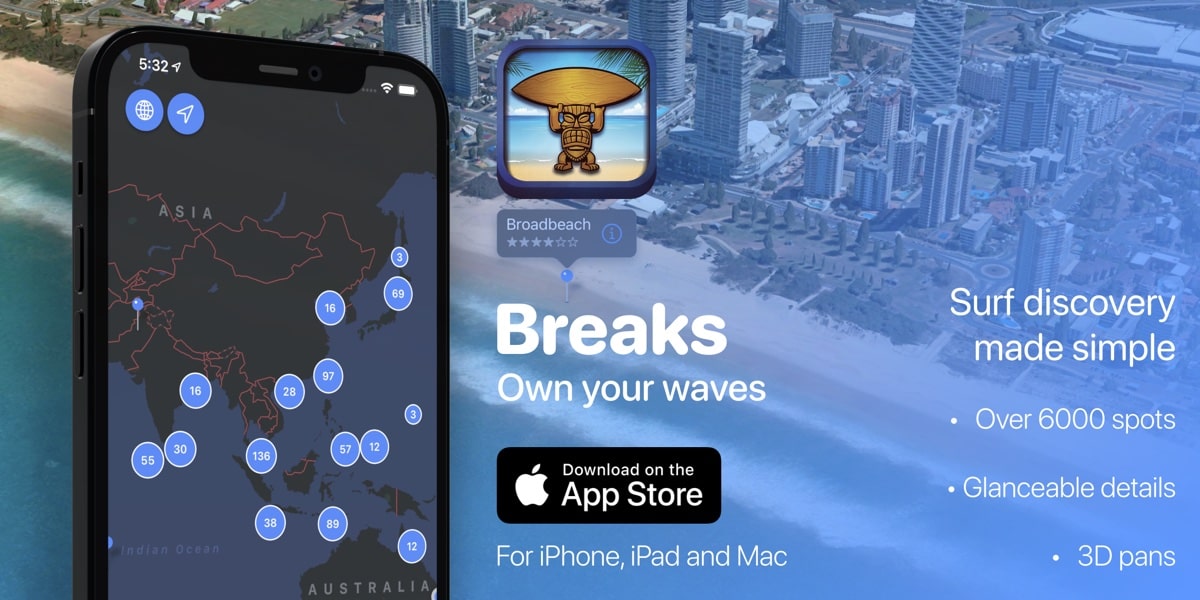 5:32
ASIA
3
69
16
97
16
28
3
30
55
136
57
12
38
89
12
Indian Ocean
AUSTRALIA
Broadbeach
★★★★☆☆
Breaks
Own your waves
Download on the
App Store
For iPhone, iPad and Mac
Surf discovery
made simple
• Over 6000 spots
• Glanceable details
• 3D pans